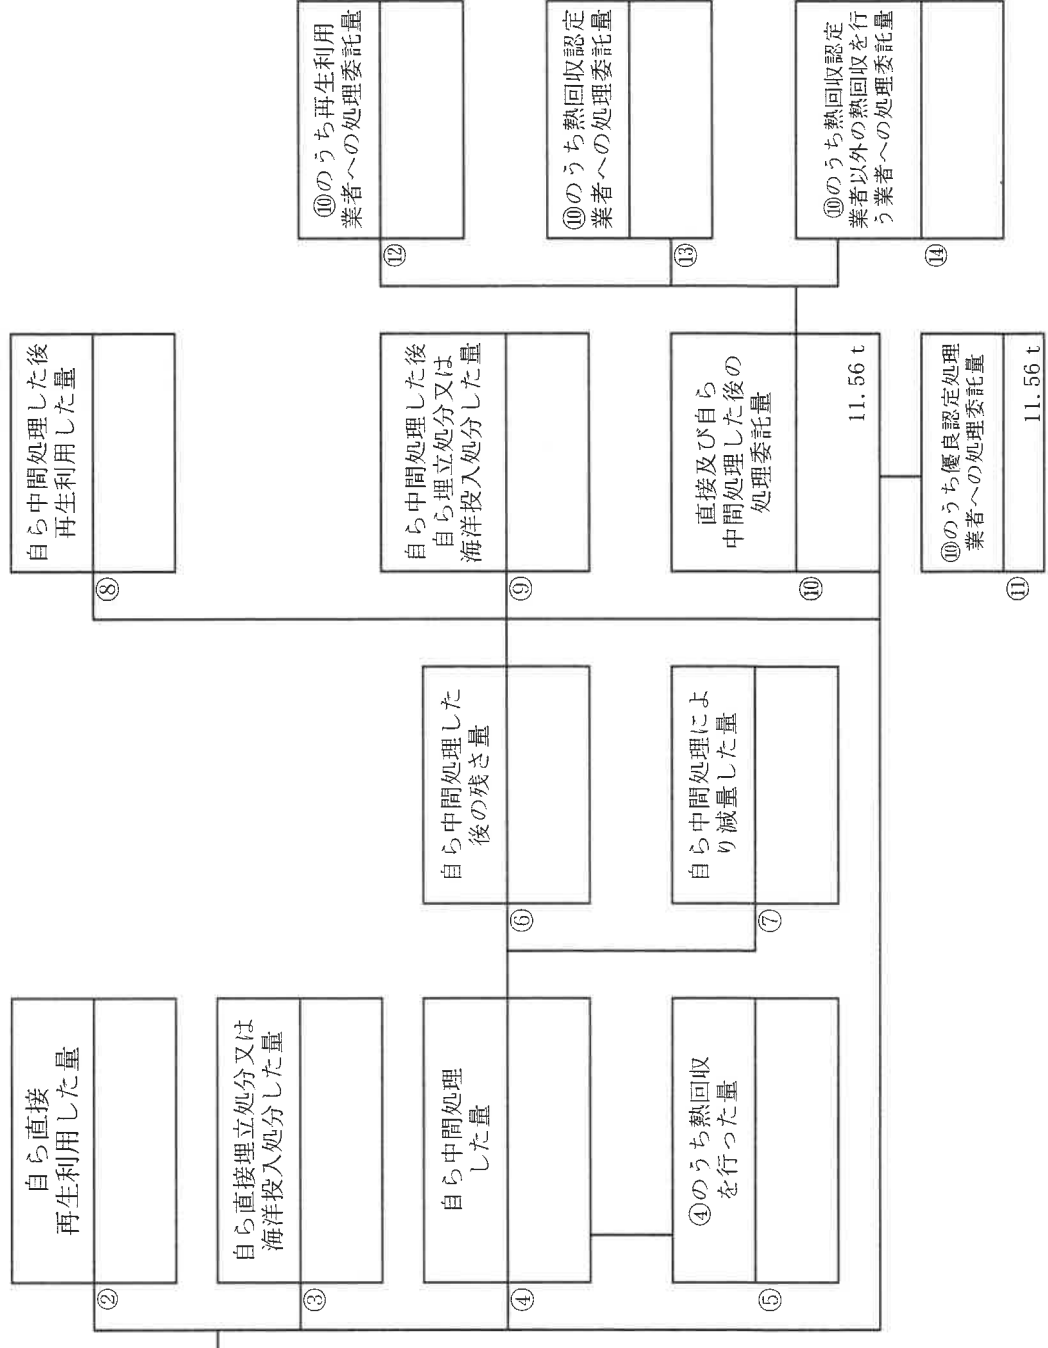 自ら直接
再生利用した量
②
自ら直接埋立処分又は
海洋投入処分した量
③
自ら中間処理
した量
④
④のうち熱回収
を行った量
⑤
自ら中間処理した
後の残さ量
⑥
自ら中間処理によ
り減量した量
⑦
自ら中間処理した後
再生利用した量
⑧
自ら中間処理した後
自ら埋立処分又は
海洋投入処分した量
⑨
直接及び自ら
中間処理した後の
処理委託量
⑩
11.56 t
⑩のうち優良認定処理
業者への処理委託量
⑪
11.56 t
⑩のうち再生利用
業者への処理委託量
⑫
⑩のうち熱回収認定
業者への処理委託量
⑬
⑩のうち熱回収認定
業者以外の熱回収を行
う業者への処理委託量
⑭